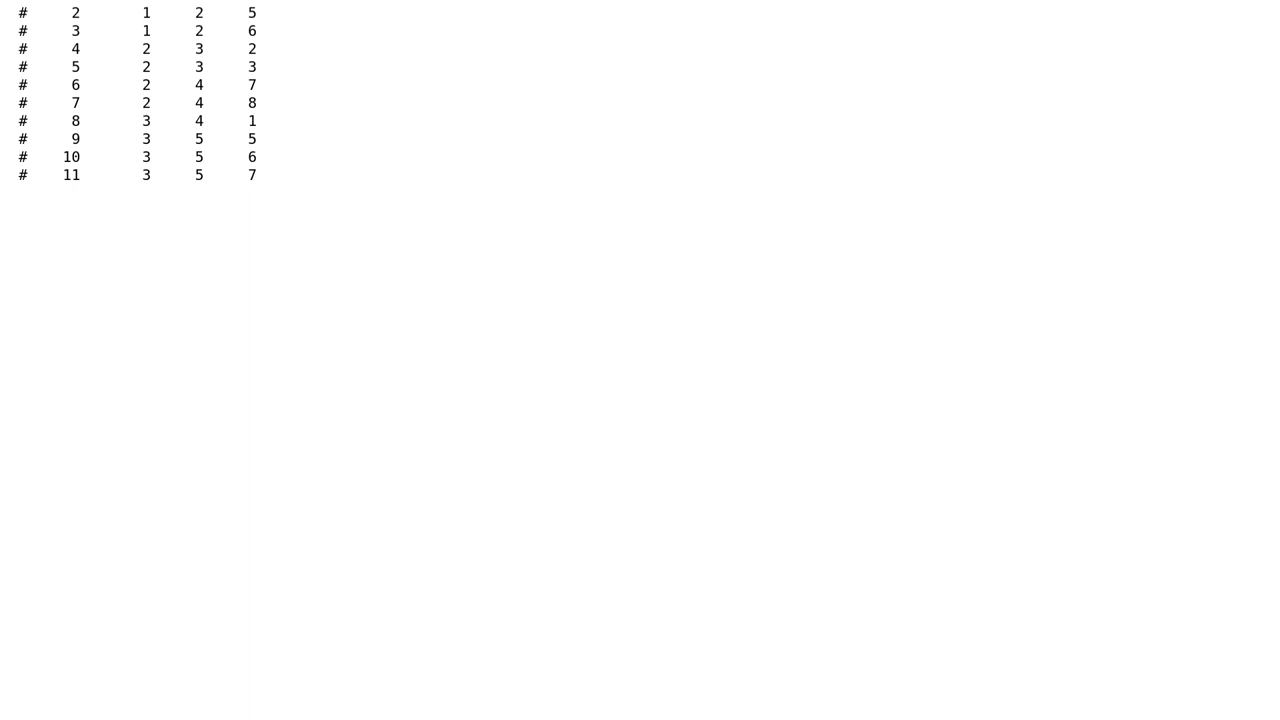 #     2       1     2     5
#     3       1     2     6
#     4       2     3     2
#     5       2     3     3
#     6       2     4     7
#     7       2     4     8
#     8       3     4     1
#     9       3     5     5
#    10       3     5     6
#    11       3     5     7